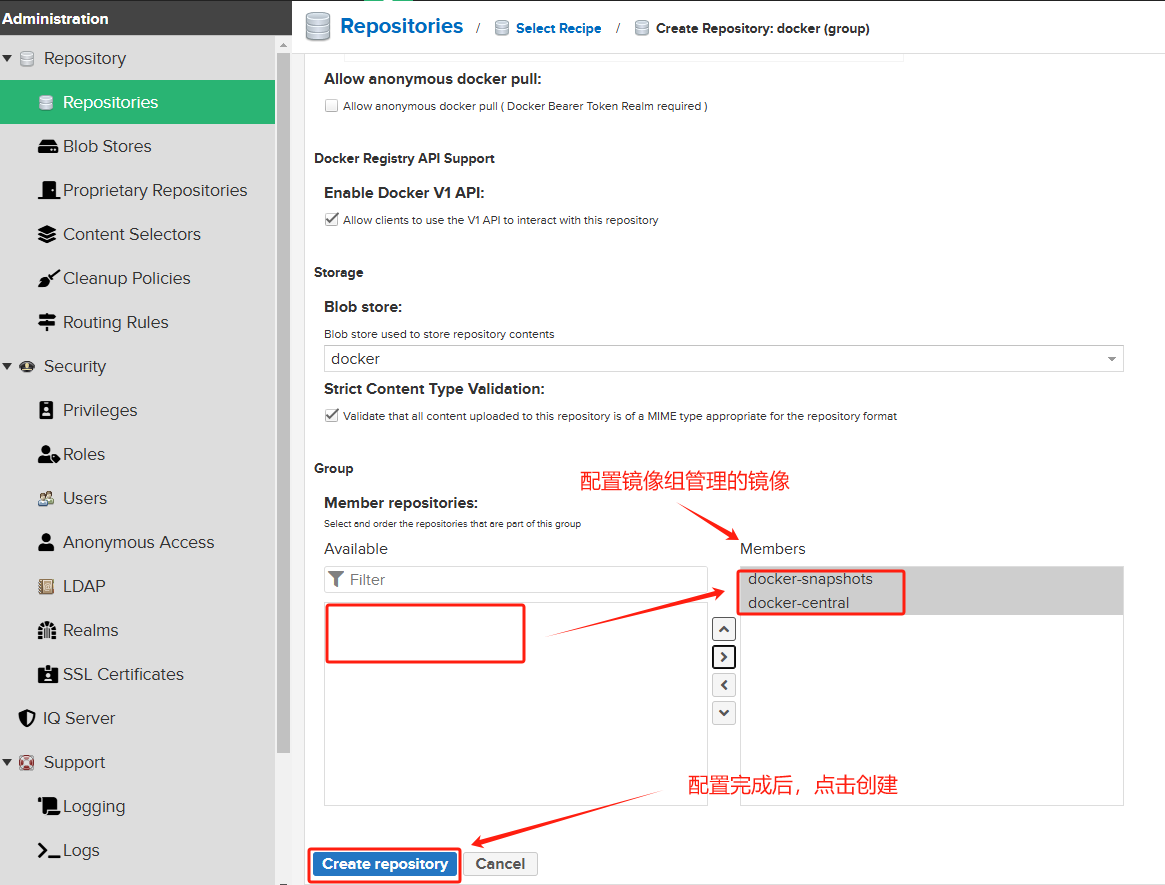 Administration
Repositories / Select Recipe / Create Repository: docker (group)
Repository
Repositories
Blob Stores
Proprietary Repositories
Content Selectors
Cleanup Policies
Routing Rules
Security
Privileges
Roles
Users
Anonymous Access
LDAP
Realms
SSL Certificates
IQ Server
Support
Logging
Logs
Allow anonymous docker pull:
Allow anonymous docker pull ( Docker Bearer Token Realm required )
Docker Registry API Support
Enable Docker V1 API:
Allow clients to use the V1 API to interact with this repository
Storage
Blob store:
Blob store used to store repository contents
docker
Strict Content Type Validation:
Validate that all content uploaded to this repository is of a MIME type appropriate for the repository format
Group
配置镜像组管理的镜像
Member repositories:
Select and order the repositories that are part of this group
Available
Members
Filter
docker-snapshots
docker-central
配置完成后，点击创建
Create repository
Cancel